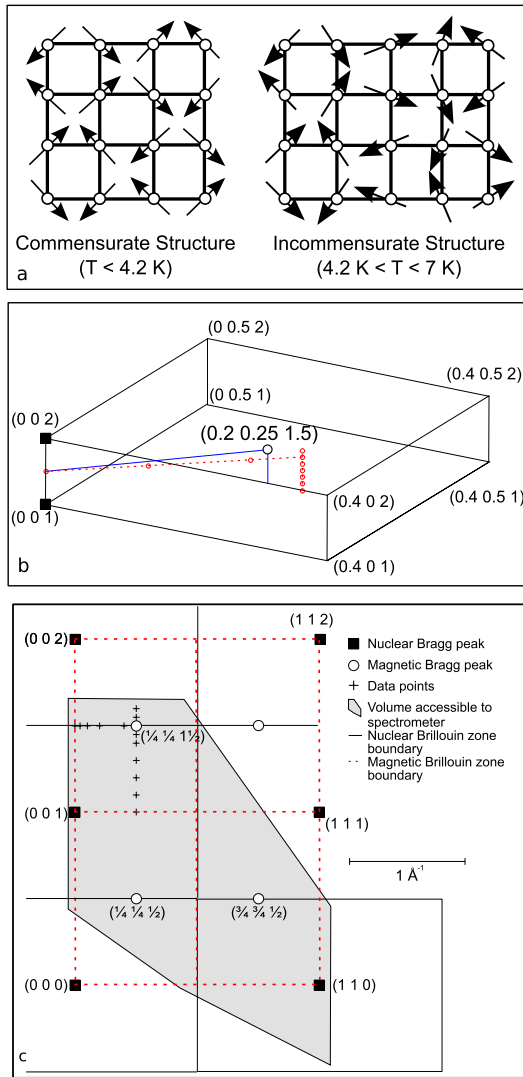 Commensurate Structure
(T < 4.2 K)
Incommensurate Structure
(4.2 K < T < 7 K)
a
(0 0.5 2)
(0.4 0.5 2)
(0 0.5 1)
(0 0 2)
(0.2 0.25 1.5)
(0 0 1)
(0.4 0 2)
(0.4 0.5 1)
(0.4 0 1)
b
(0 0 2)
(1 1 2)
Nuclear Bragg peak
Magnetic Bragg peak
Data points
Volume accessible to
spectrometer
Nuclear Brillouin zone
boundary
Magnetic Brillouin zone
boundary
(¼ ¼ 1½)
(0 0 1)
(1 1 1)
1 Å⁻¹
(¼ ¼ ½)
(¾ ¾ ½)
(0 0 0)
(1 1 0)
c